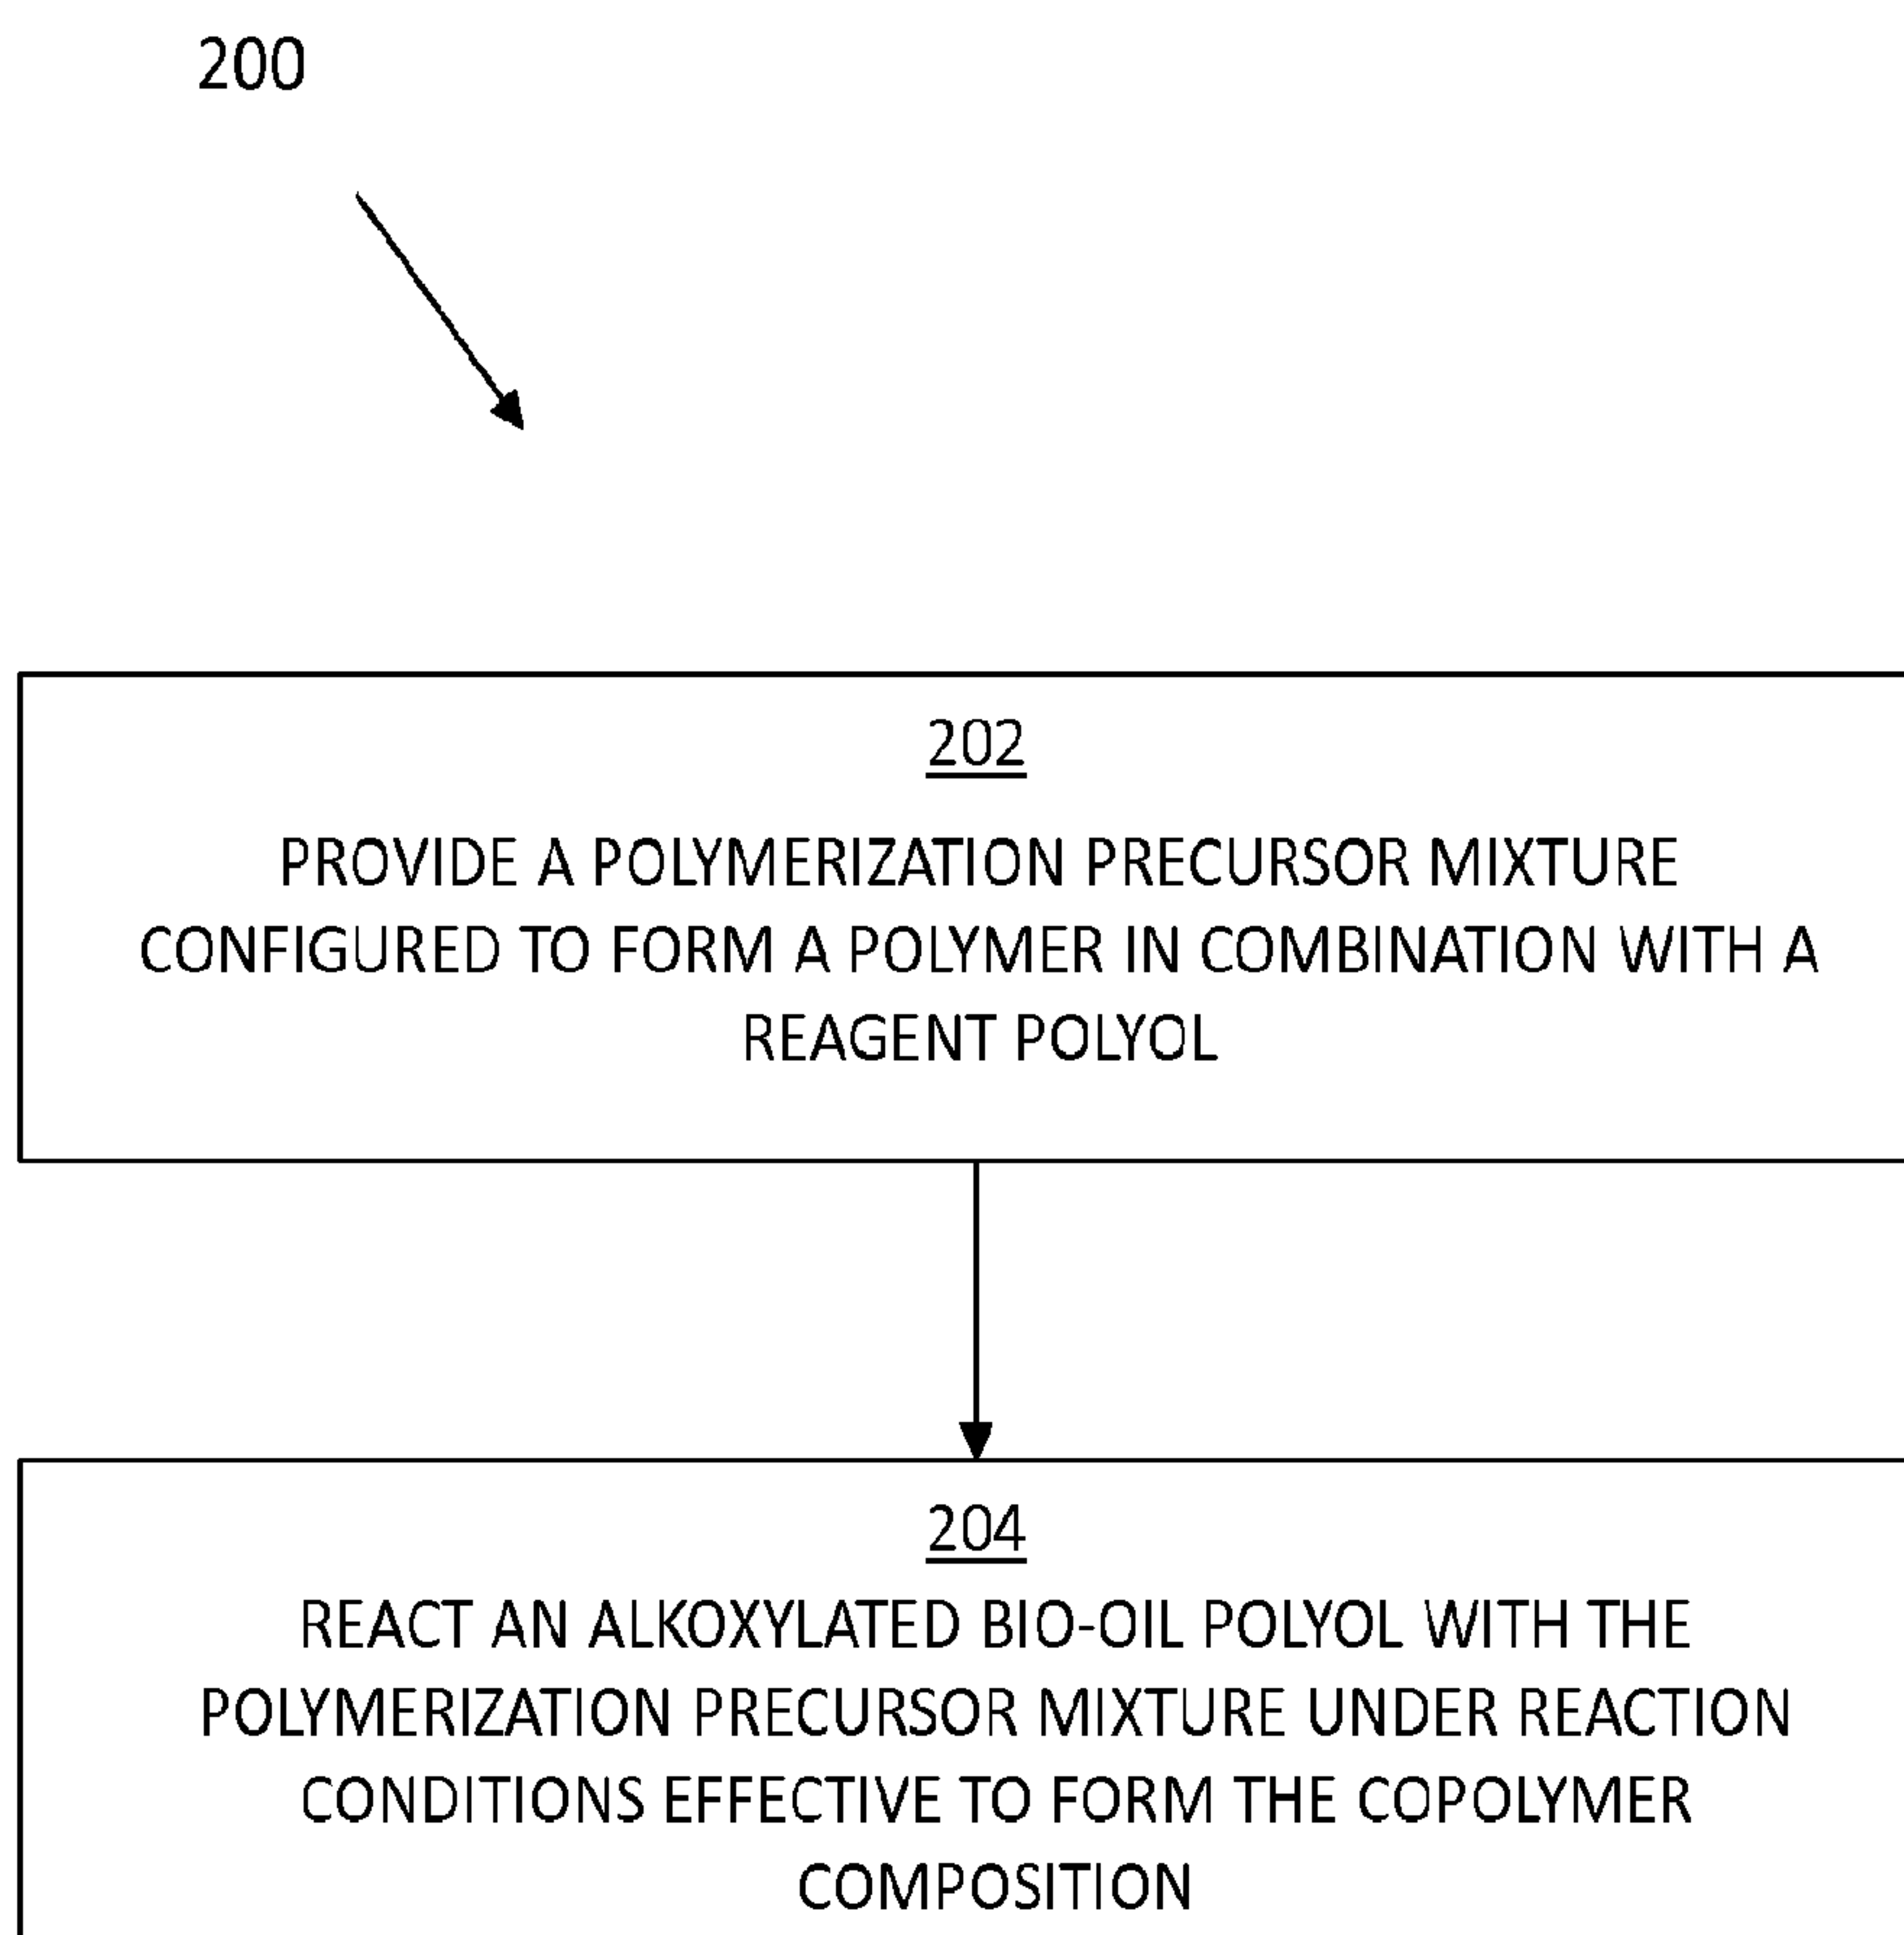 200
202
PROVIDE A POLYMERIZATION PRECURSOR MIXTURE
CONFIGURED TO FORM A POLYMER IN COMBINATION WITH A
REAGENT POLYOL
204
REACT AN ALKOXYLATED BIO-OIL POLYOL WITH THE
POLYMERIZATION PRECURSOR MIXTURE UNDER REACTION
CONDITIONS EFFECTIVE TO FORM THE COPOLYMER
COMPOSITION